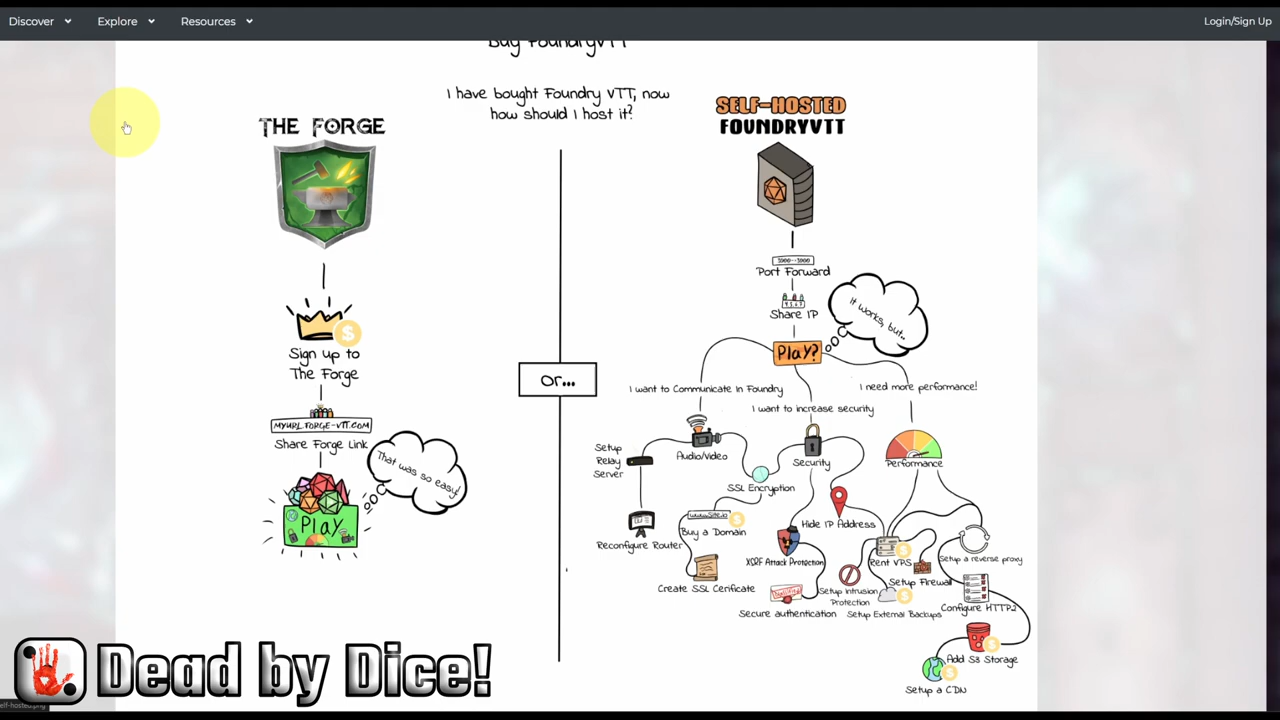 Discover
Explore
Resources
Login/Sign Up
Buy FoundryVTT
I have bought Foundry VTT, now
how should I host it?
THE FORGE
Sign up to
The Forge
MYURL.FORGE-VTT.COM
Share Forge Link
That was so easy!
Play
Or...
SELF-HOSTED
FOUNDRYVTT
Port Forward
Share IP
It works, but..
Play?
I want to Communicate In Foundry
I want to increase security
I need more performance!
Setup
Relay
Server
Audio/Video
SSL Encryption
Security
Performance
Reconfigure Router
Buy a Domain
Create SSL Cerificate
Hide IP Address
XSRF Attack Protection
Secure authentication
Rent VPS
Setup Firewall
Setup Intrusion
Protection
Setup External Backups
Setup a reverse proxy
Configure HTTP2
Add S3 Storage
Setup a CDN
Dead by Dice!